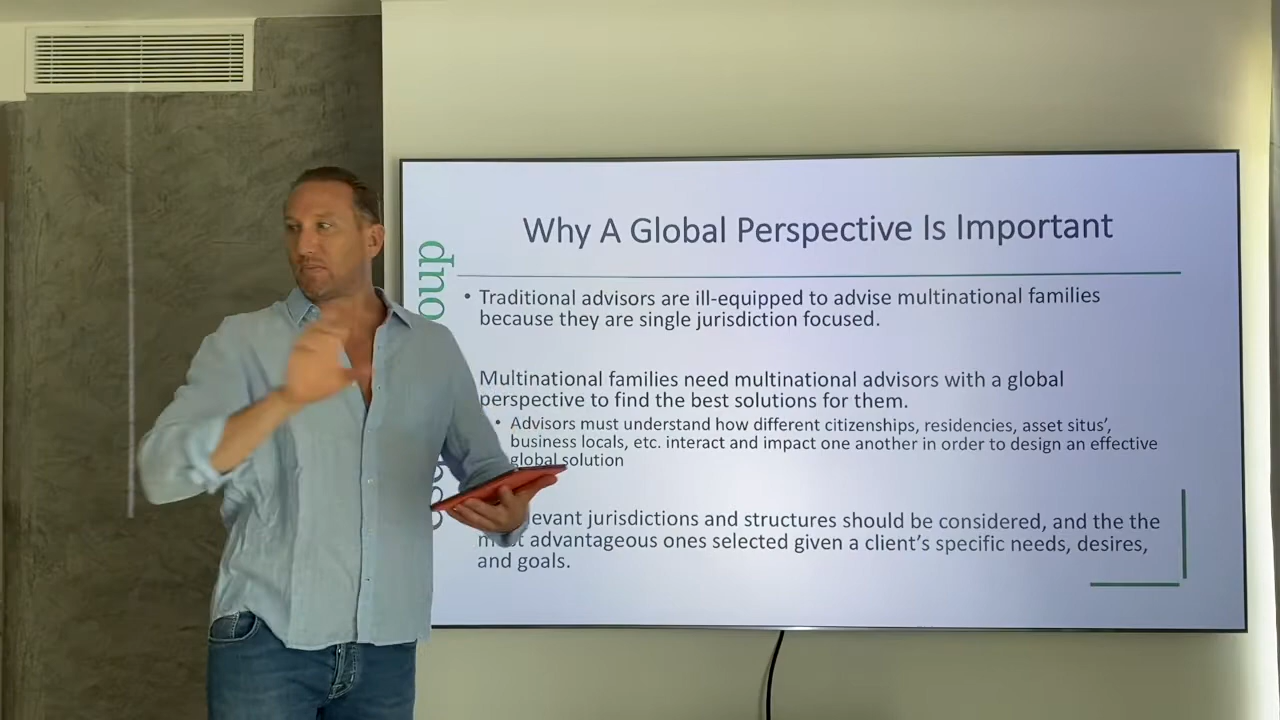 Why A Global Perspective Is Important
• Traditional advisors are ill-equipped to advise multinational families
because they are single jurisdiction focused.
Multinational families need multinational advisors with a global
perspective to find the best solutions for them.
• Advisors must understand how different citizenships, residencies, asset situs',
business locals, etc. interact and impact one another in order to design an effective
global solution
jurisdictions and structures should be considered, and the the
advantageous ones selected given a client's specific needs, desires,
and goals.